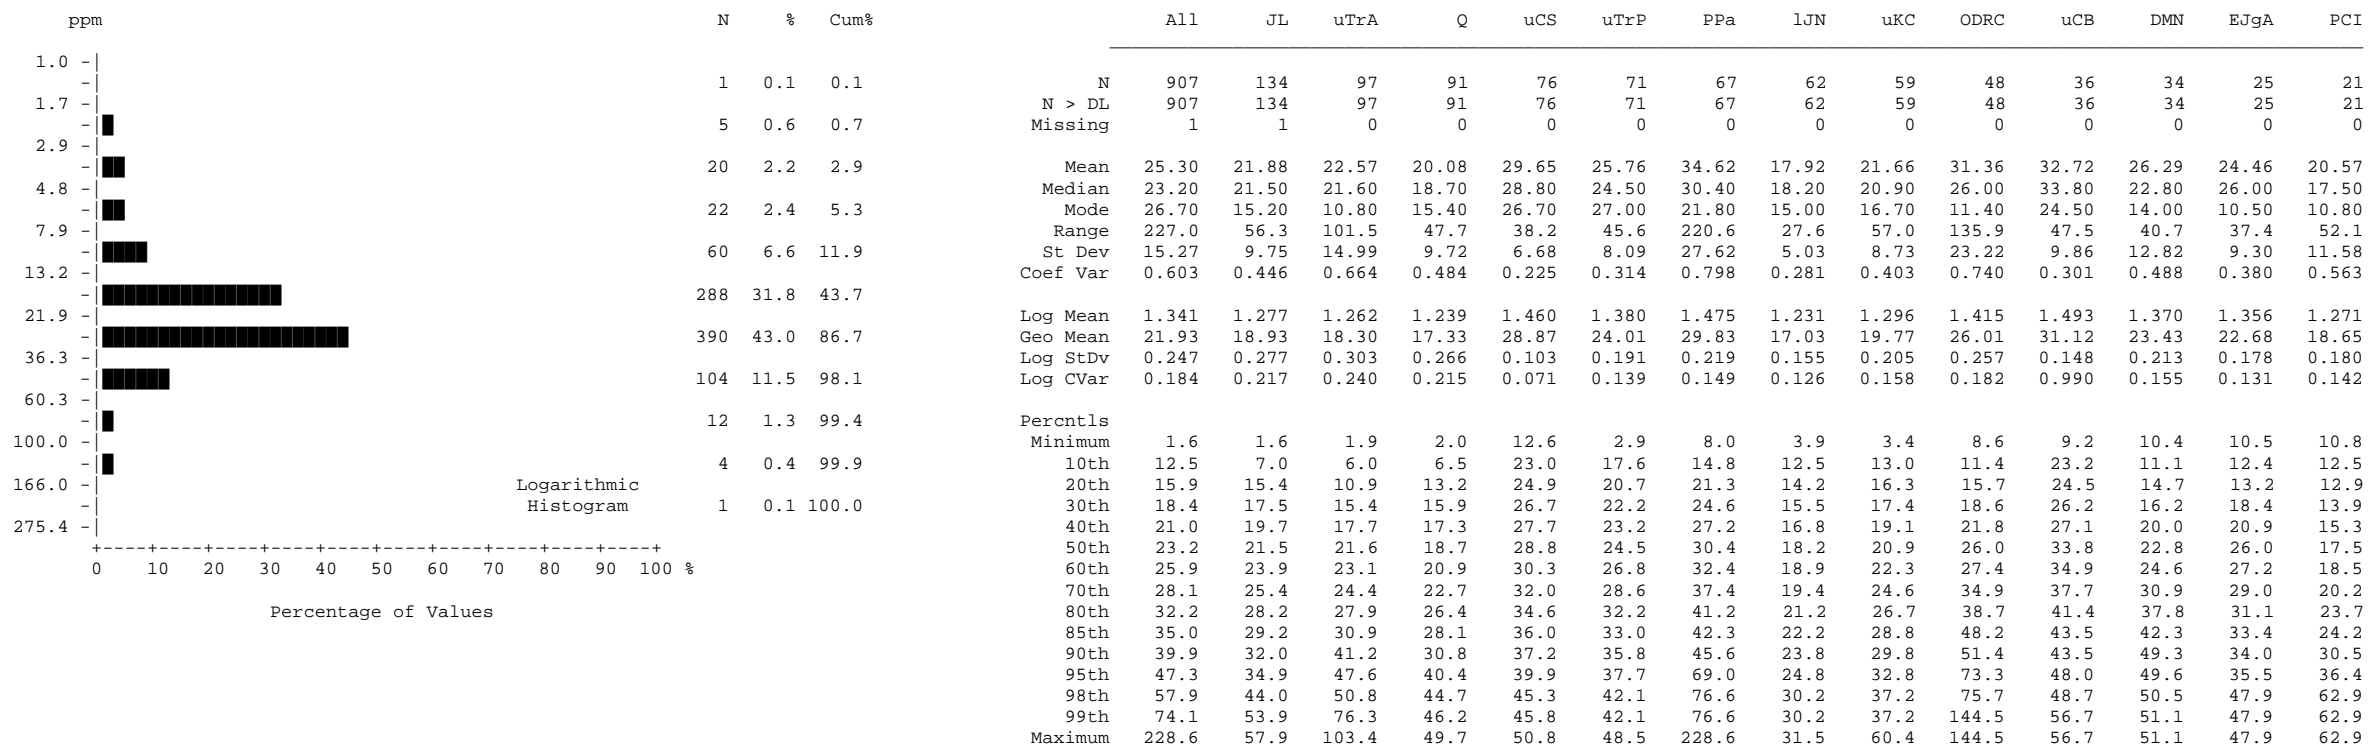 ppm N % Cum% All JL uTrA Q uCS uTrP PPa lJN uKC ODRC uCB DMN EJgA PCI
1.0 -|
-| 1 0.1 0.1 N 907 134 97 91 76 71 67 62 59 48 36 34 25 21
1.7 -| N > DL 907 134 97 91 76 71 67 62 59 48 36 34 25 21
-| 5 0.6 0.7 Missing 1 1 0 0 0 0 0 0 0 0 0 0 0 0
2.9 -|
-| 20 2.2 2.9 Mean 25.30 21.88 22.57 20.08 29.65 25.76 34.62 17.92 21.66 31.36 32.72 26.29 24.46 20.57
4.8 -| Median 23.20 21.50 21.60 18.70 28.80 24.50 30.40 18.20 20.90 26.00 33.80 22.80 26.00 17.50
-| 22 2.4 5.3 Mode 26.70 15.20 10.80 15.40 26.70 27.00 21.80 15.00 16.70 11.40 24.50 14.00 10.50 10.80
7.9 -| Range 227.0 56.3 101.5 47.7 38.2 45.6 220.6 27.6 57.0 135.9 47.5 40.7 37.4 52.1
-| 60 6.6 11.9 St Dev 15.27 9.75 14.99 9.72 6.68 8.09 27.62 5.03 8.73 23.22 9.86 12.82 9.30 11.58
13.2 -| Coef Var 0.603 0.446 0.664 0.484 0.225 0.314 0.798 0.281 0.403 0.740 0.301 0.488 0.380 0.563
-| 288 31.8 43.7
21.9 -| Log Mean 1.341 1.277 1.262 1.239 1.460 1.380 1.475 1.231 1.296 1.415 1.493 1.370 1.356 1.271
-| 390 43.0 86.7 Geo Mean 21.93 18.93 18.30 17.33 28.87 24.01 29.83 17.03 19.77 26.01 31.12 23.43 22.68 18.65
36.3 -| Log StDv 0.247 0.277 0.303 0.266 0.103 0.191 0.219 0.155 0.205 0.257 0.148 0.213 0.178 0.180
-| 104 11.5 98.1 Log CVar 0.184 0.217 0.240 0.215 0.071 0.139 0.149 0.126 0.158 0.182 0.990 0.155 0.131 0.142
60.3 -|
-| 12 1.3 99.4 Percntls
100.0 -| Minimum 1.6 1.6 1.9 2.0 12.6 2.9 8.0 3.9 3.4 8.6 9.2 10.4 10.5 10.8
-| 4 0.4 99.9 10th 12.5 7.0 6.0 6.5 23.0 17.6 14.8 12.5 13.0 11.4 23.2 11.1 12.4 12.5
166.0 -| Logarithmic 20th 15.9 15.4 10.9 13.2 24.9 20.7 21.3 14.2 16.3 15.7 24.5 14.7 13.2 12.9
-| Histogram 1 0.1 100.0 30th 18.4 17.5 15.4 15.9 26.7 22.2 24.6 15.5 17.4 18.6 26.2 16.2 18.4 13.9
275.4 -| 40th 21.0 19.7 17.7 17.3 27.7 23.2 27.2 16.8 19.1 21.8 27.1 20.0 20.9 15.3
+----+----+----+----+----+----+----+----+----+----+ 50th 23.2 21.5 21.6 18.7 28.8 24.5 30.4 18.2 20.9 26.0 33.8 22.8 26.0 17.5
0 10 20 30 40 50 60 70 80 90 100 % 60th 25.9 23.9 23.1 20.9 30.3 26.8 32.4 18.9 22.3 27.4 34.9 24.6 27.2 18.5
70th 28.1 25.4 24.4 22.7 32.0 28.6 37.4 19.4 24.6 34.9 37.7 30.9 29.0 20.2
Percentage of Values 80th 32.2 28.2 27.9 26.4 34.6 32.2 41.2 21.2 26.7 38.7 41.4 37.8 31.1 23.7
85th 35.0 29.2 30.9 28.1 36.0 33.0 42.3 22.2 28.8 48.2 43.5 42.3 33.4 24.2
90th 39.9 32.0 41.2 30.8 37.2 35.8 45.6 23.8 29.8 51.4 43.5 49.3 34.0 30.5
95th 47.3 34.9 47.6 40.4 39.9 37.7 69.0 24.8 32.8 73.3 48.0 49.6 35.5 36.4
98th 57.9 44.0 50.8 44.7 45.3 42.1 76.6 30.2 37.2 75.7 48.7 50.5 47.9 62.9
99th 74.1 53.9 76.3 46.2 45.8 42.1 76.6 30.2 37.2 144.5 56.7 51.1 47.9 62.9
Maximum 228.6 57.9 103.4 49.7 50.8 48.5 228.6 31.5 60.4 144.5 56.7 51.1 47.9 62.9